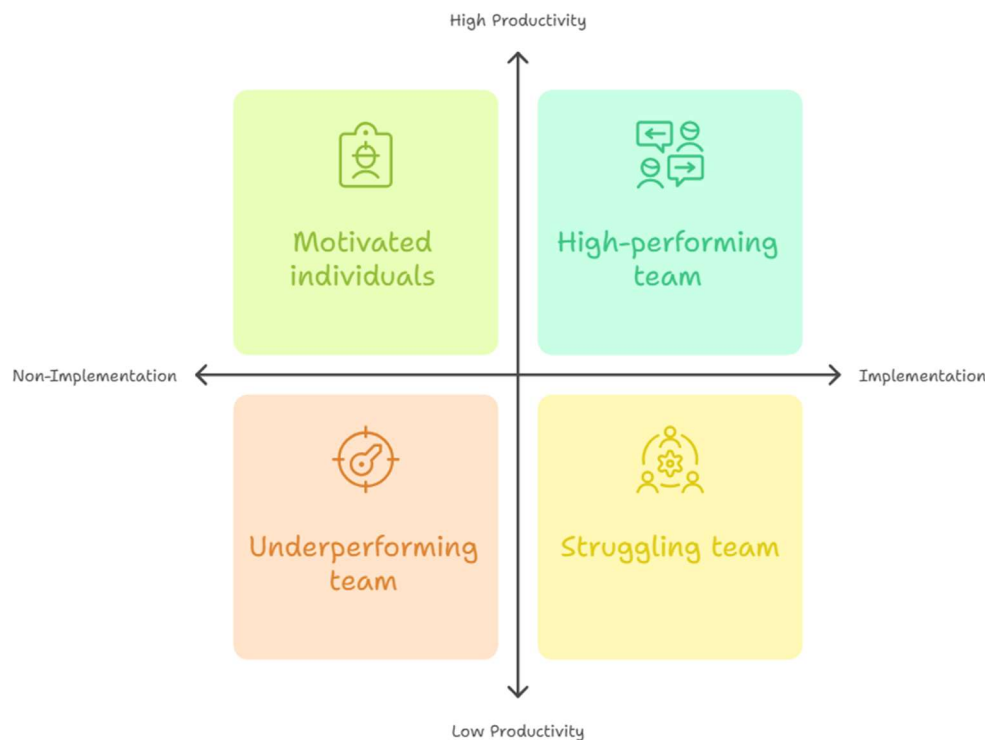 High Productivity
Motivated
individuals
High-performing
team
Non-Implementation
Implementation
Underperforming
team
Struggling team
Low Productivity